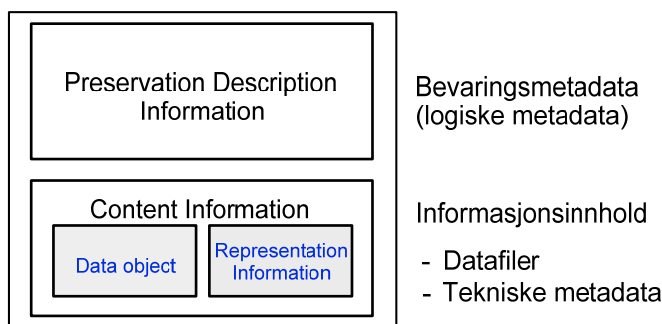 Preservation Description
Information
Bevaringsmetadata
(logiske metadata)
Content Information
Data object
Representation
Information
Informasjonsinnhold
- Datafiler
- Tekniske metadata